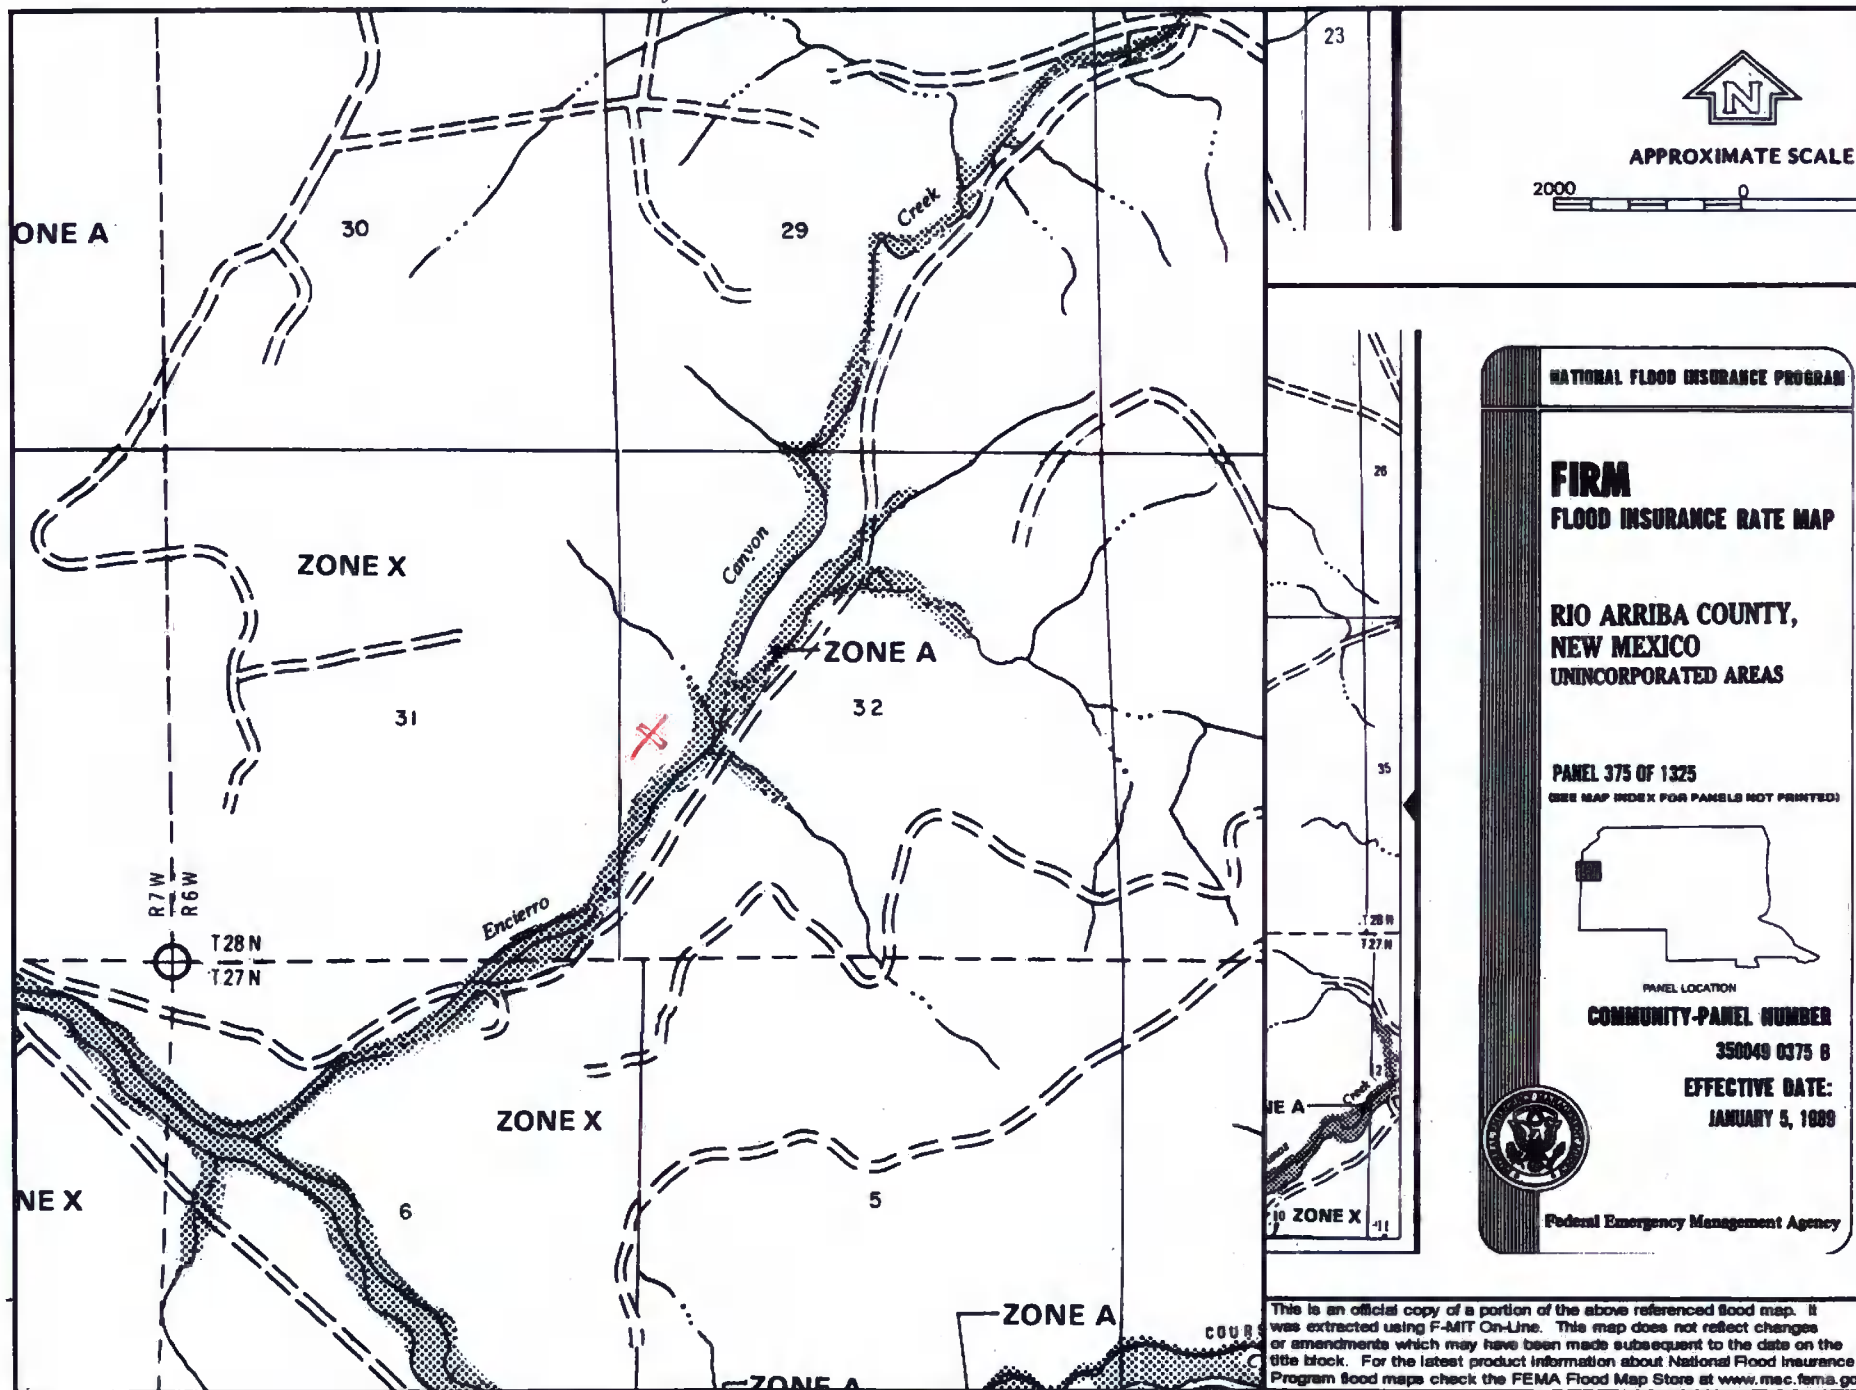 23
APPROXIMATE SCALE
2000 0
ONE A
30
29
Creek
NATIONAL FLOOD INSURANCE PROGRAM
26
FIRM
FLOOD INSURANCE RATE MAP
Canyon
ZONE X
RIO ARRIBA COUNTY,
NEW MEXICO
UNINCORPORATED AREAS
ZONE A
31
32
35
PANEL 375 OF 1325
(SEE MAP INDEX FOR PANELS NOT PRINTED)
R7W
R6W
Encierro
T28N
T27N
T28N
T27N
PANEL LOCATION
COMMUNITY-PANEL NUMBER
350049 0375 B
EFFECTIVE DATE:
JANUARY 5, 1989
2
Creek
NE A
ZONE X
NE X
6
5
10 ZONE X 11
Federal Emergency Management Agency
ZONE A
COURS
ZONE A
This is an official copy of a portion of the above referenced flood map. It
was extracted using F-MIT On-Line. This map does not reflect changes
or amendments which may have been made subsequent to the date on the
title block. For the latest product information about National Flood Insurance
Program flood maps check the FEMA Flood Map Store at www.msc.fema.go